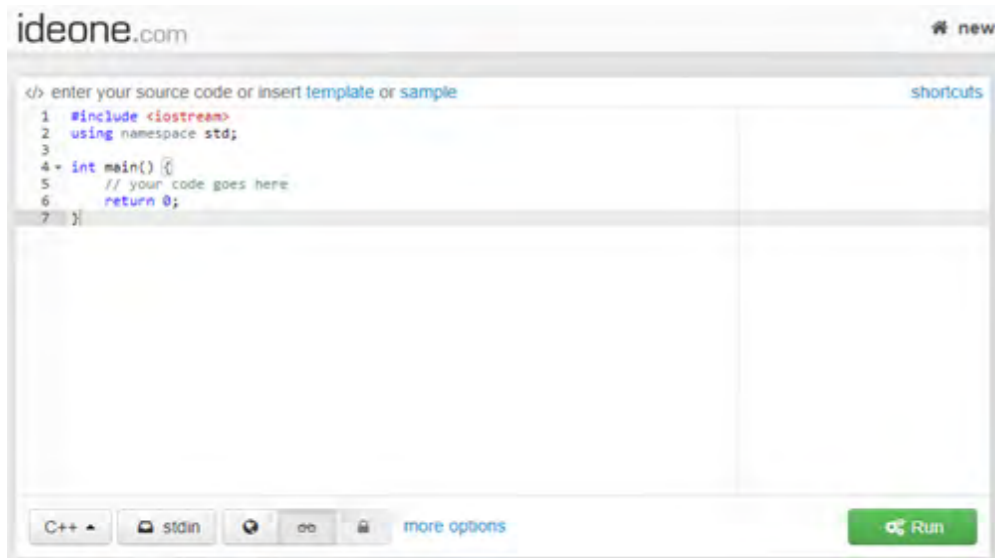 ideone.com
new
</> enter your source code or insert template or sample
shortcuts
1 #include <iostream>
2 using namespace std;
3
4 int main() {
5 // your code goes here
6 return 0;
7 }
C++
stdin
more options
Run